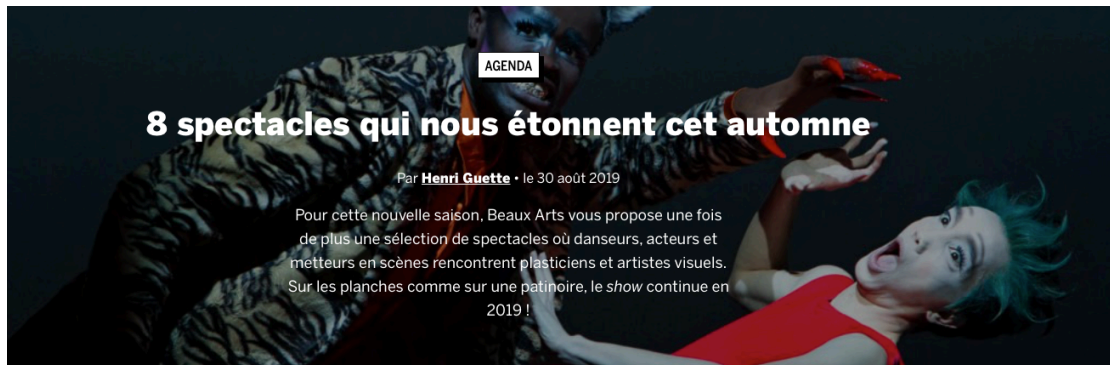 AGENDA
8 spectacles qui nous étonnent cet automne
Par Henri Guette • le 30 août 2019
Pour cette nouvelle saison, Beaux Arts vous propose une fois
de plus une sélection de spectacles où danseurs, acteurs et
metteurs en scènes rencontrent plasticiens et artistes visuels.
Sur les planches comme sur une patinoire, le show continue en
2019 !